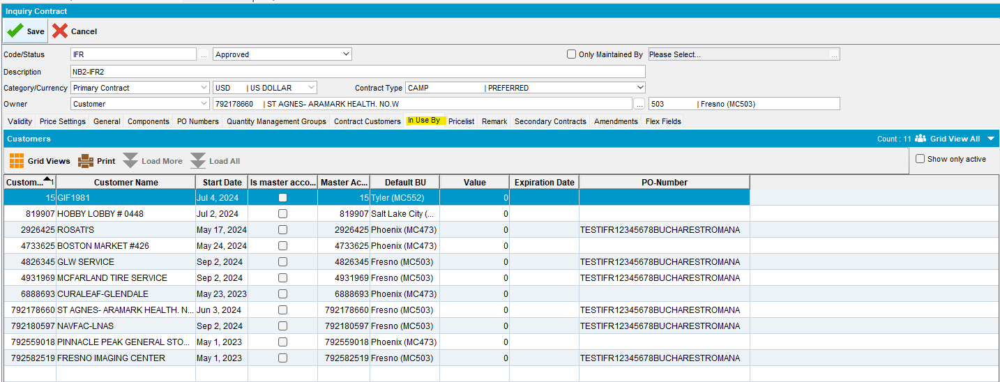 Inquiry Contract
Save Cancel
Code/Status IFR ... Approved Only Maintained By Please Select... ...
Description NB2-IFR2
Category/Currency Primary Contract USD | US DOLLAR Contract Type CAMP | PREFERRED
Owner Customer 792178660 | ST AGNES- ARAMARK HEALTH. NO.W ... 503 | Fresno (MC503)
Validity Price Settings General Components PO Numbers Quantity Management Groups Contract Customers In Use By Pricelist Remark Secondary Contracts Amendments Flex Fields
Customers Count : 11 Grid View All
Grid Views Print Load More Load All Show only active
Custom... 1 Customer Name Start Date Is master acco... Master Ac... Default BU Value Expiration Date PO-Number
15 GIF1981 Jul 4, 2024 15 Tyler (MC552) 0
819907 HOBBY LOBBY # 0448 Jul 2, 2024 819907 Salt Lake City (... 0
2926425 ROSATI'S May 17, 2024 2926425 Phoenix (MC473) 0 TESTIFR12345678BUCHARESTROMANA
4733625 BOSTON MARKET #426 May 24, 2024 4733625 Phoenix (MC473) 0
4826345 GLW SERVICE Sep 2, 2024 4826345 Fresno (MC503) 0 TESTIFR12345678BUCHARESTROMANA
4931969 MCFARLAND TIRE SERVICE Sep 2, 2024 4931969 Fresno (MC503) 0 TESTIFR12345678BUCHARESTROMANA
6888693 CURALEAF-GLENDALE May 23, 2023 6888693 Phoenix (MC473) 0
792178660 ST AGNES- ARAMARK HEALTH. N... Jun 3, 2024 792178660 Fresno (MC503) 0 TESTIFR12345678BUCHARESTROMANA
792180597 NAVFAC-LNAS Sep 2, 2024 792180597 Fresno (MC503) 0 TESTIFR12345678BUCHARESTROMANA
792559018 PINNACLE PEAK GENERAL STO... May 1, 2023 792559018 Phoenix (MC473) 0
792582519 FRESNO IMAGING CENTER May 1, 2023 792582519 Fresno (MC503) 0 TESTIFR12345678BUCHARESTROMANA